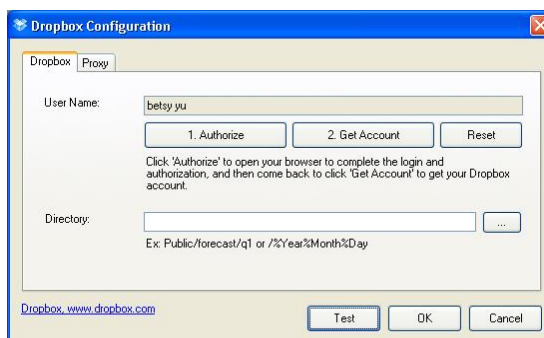 Dropbox Configuration
Dropbox Proxy
User Name: betsy yu
1. Authorize 2. Get Account Reset
Click 'Authorize' to open your browser to complete the login and
authorization, and then come back to click 'Get Account' to get your Dropbox
account.
Directory: ...
Ex: Public/forecast/q1 or /%Year%Month%Day
Dropbox, www.dropbox.com Test OK Cancel